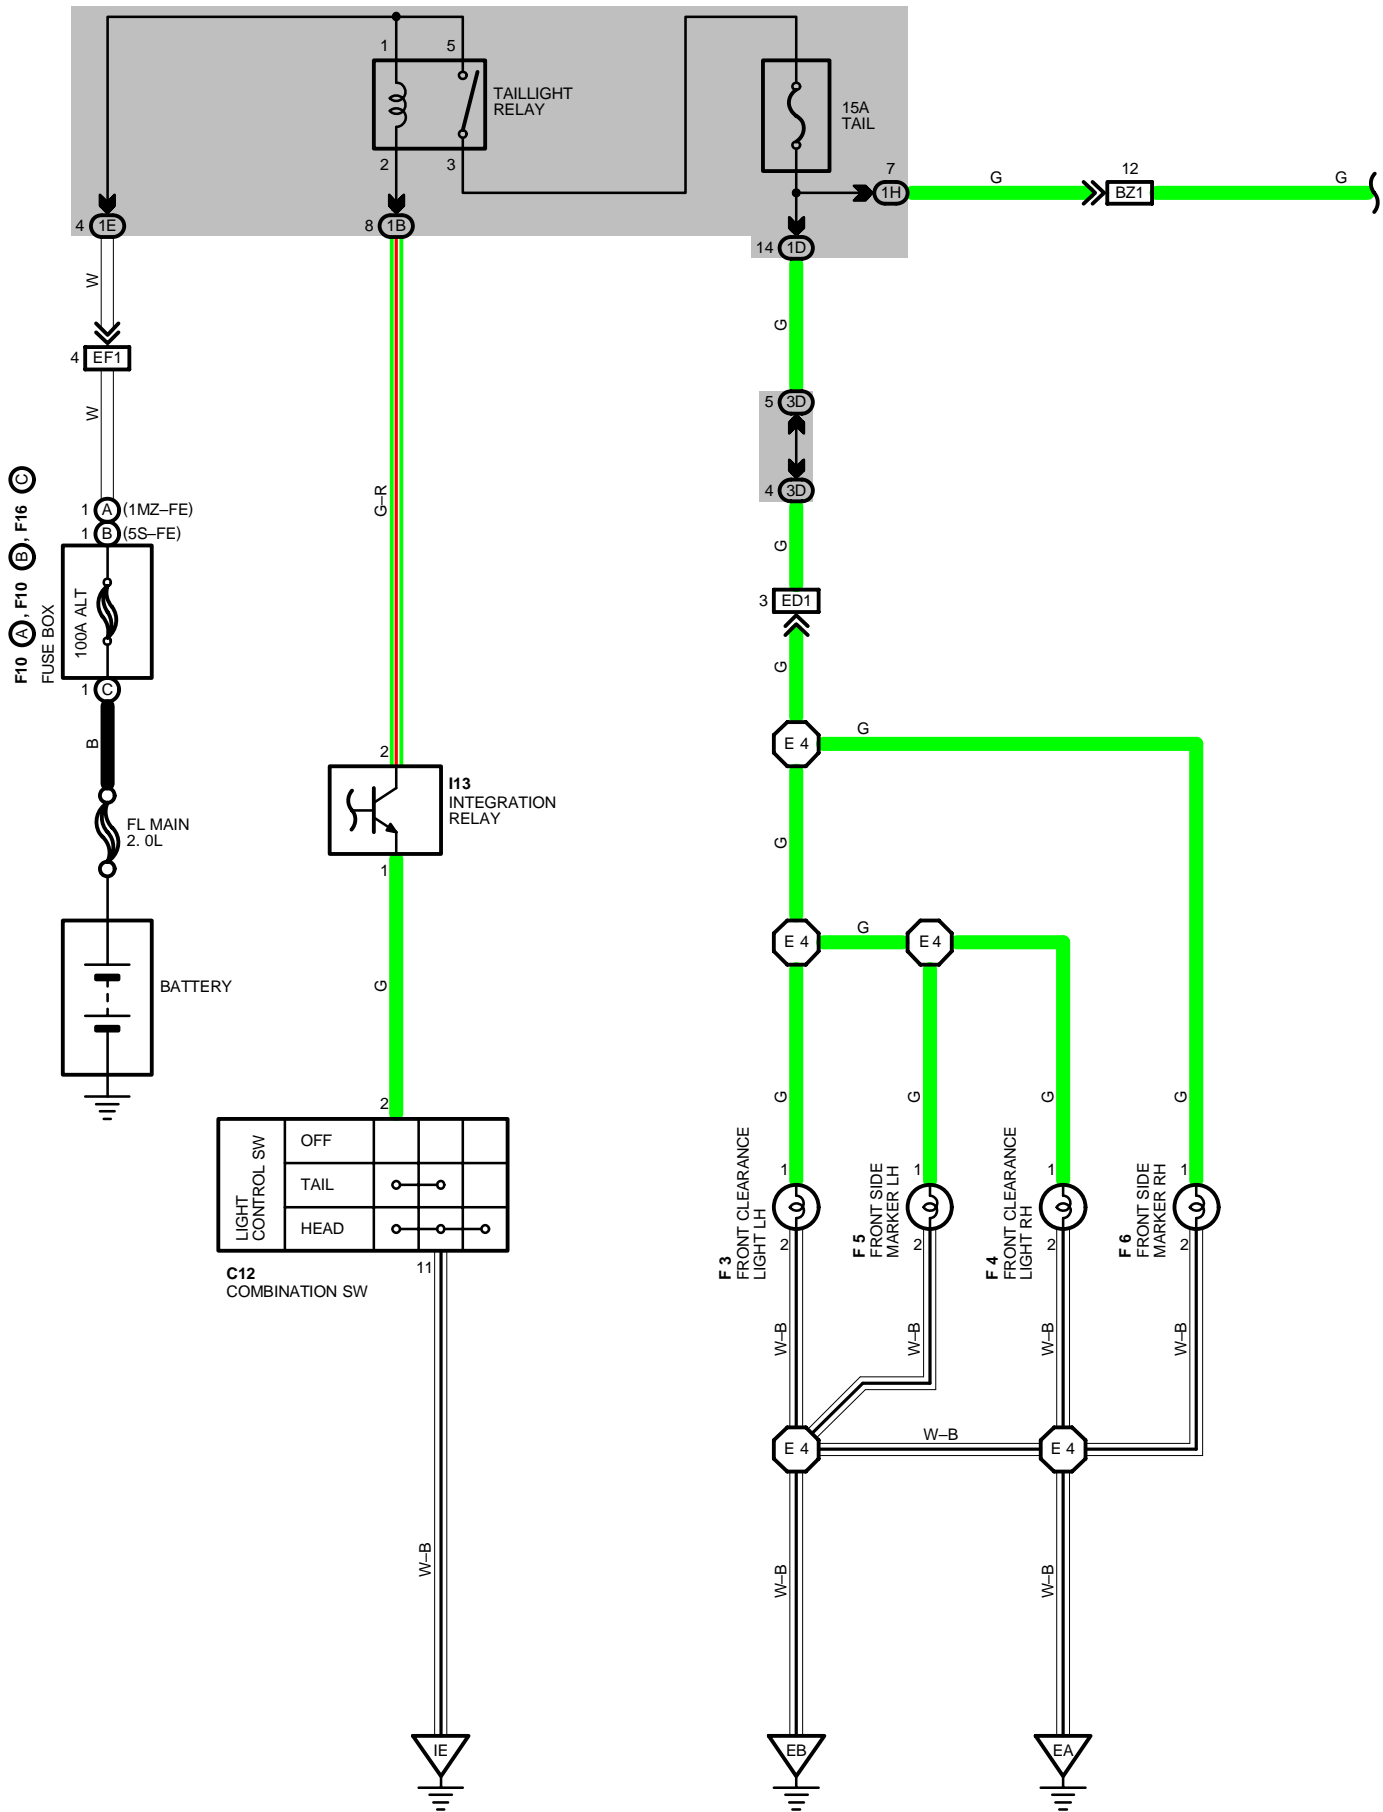 1 5
TAILLIGHT
RELAY
15A
TAIL
2 3
7
1H
G
12
BZ1
G
4 1E
8 1B
14 1D
W
G
4 EF1
W
5 3D
G–R
4 3D
F10 A, F10 B, F16 C
FUSE BOX
1 A (1MZ–FE)
1 B (5S–FE)
100A ALT
G
3 ED1
G
1 C
B
2
E 4
G
I13
INTEGRATION
RELAY
FL MAIN
2. 0L
G
1
E 4
G
E 4
BATTERY
G
2
G
G
G
G
LIGHT
CONTROL SW
OFF
TAIL
HEAD
C12
COMBINATION SW
11
1
1
1
1
F 3
FRONT CLEARANCE
LIGHT LH
F 5
FRONT SIDE
MARKER LH
F 4
FRONT CLEARANCE
LIGHT RH
F 6
FRONT SIDE
MARKER RH
2
2
2
2
W–B
W–B
W–B
W–B
E 4
W–B
E 4
W–B
W–B
W–B
IE
EB
EA